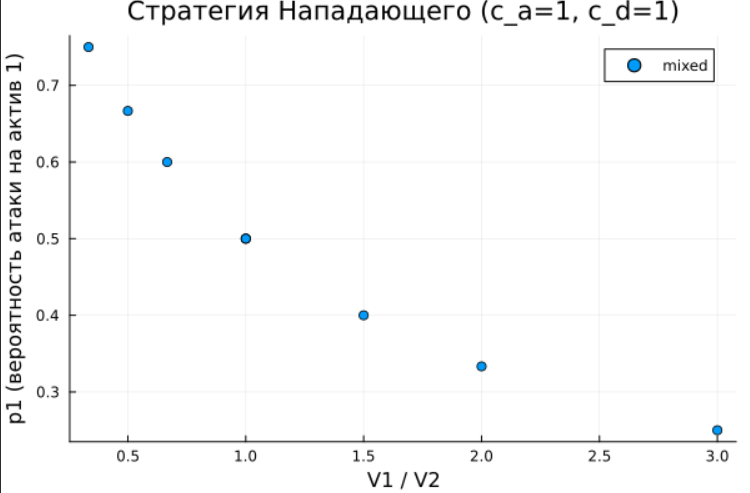 Стратегия Нападающего (c_a=1, c_d=1)
mixed
p1 (вероятность атаки на актив 1)
0.7
0.6
0.5
0.4
0.3
0.5 1.0 1.5 2.0 2.5 3.0
V1 / V2